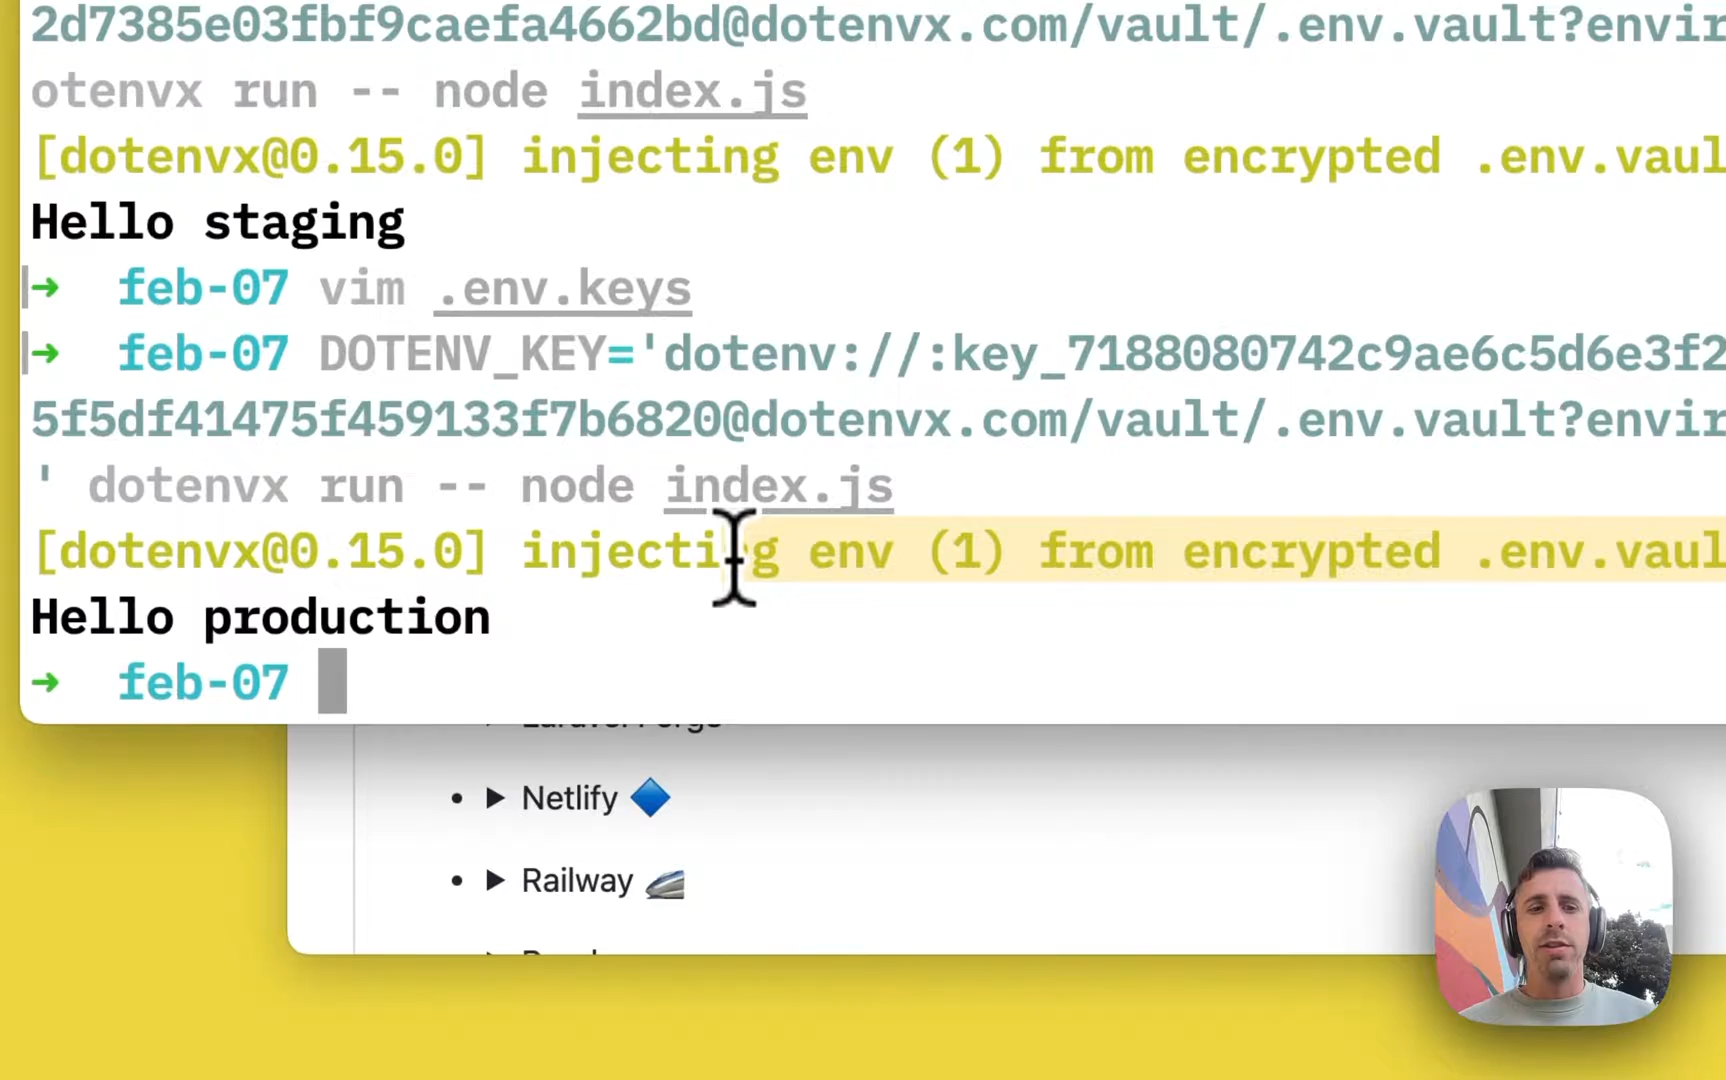 2d7385e03fbf9caefa4662bd@dotenvx.com/vault/.env.vault?envir
otenvx run -- node index.js
[dotenvx@0.15.0] injecting env (1) from encrypted .env.vaul
Hello staging
→ feb-07 vim .env.keys
→ feb-07 DOTENV_KEY='dotenv://:key_7188080742c9ae6c5d6e3f2
5f5df41475f459133f7b6820@dotenvx.com/vault/.env.vault?envir
' dotenvx run -- node index.js
[dotenvx@0.15.0] injecting env (1) from encrypted .env.vaul
Hello production
→ feb-07
• ▶ Netlify 🔷
• ▶ Railway 🚄